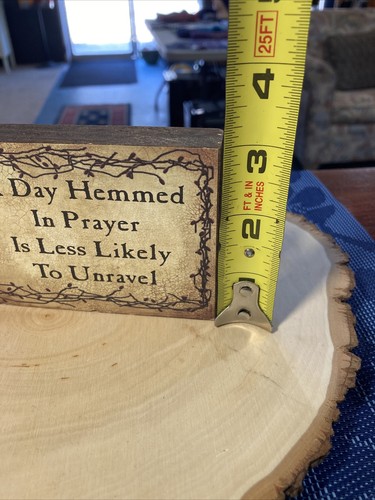 Day Hemmed
In Prayer
Is Less Likely
To Unravel
25FT
4
3
FT & IN
INCHES
2